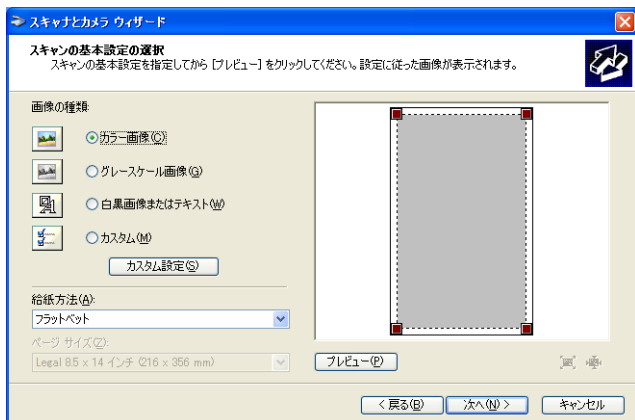 スキャナとカメラ ウィザード
スキャンの基本設定の選択
スキャンの基本設定を指定してから [プレビュー] をクリックしてください。設定に従った画像が表示されます。
画像の種類:
カラー画像(C)
グレースケール画像(G)
白黒画像またはテキスト(W)
カスタム(M)
カスタム設定(S)
給紙方法(A):
フラットベット
ページ サイズ(Z):
Legal 8.5 x 14 インチ (216 x 356 mm)
プレビュー(P)
< 戻る(B)
次へ(N) >
キャンセル